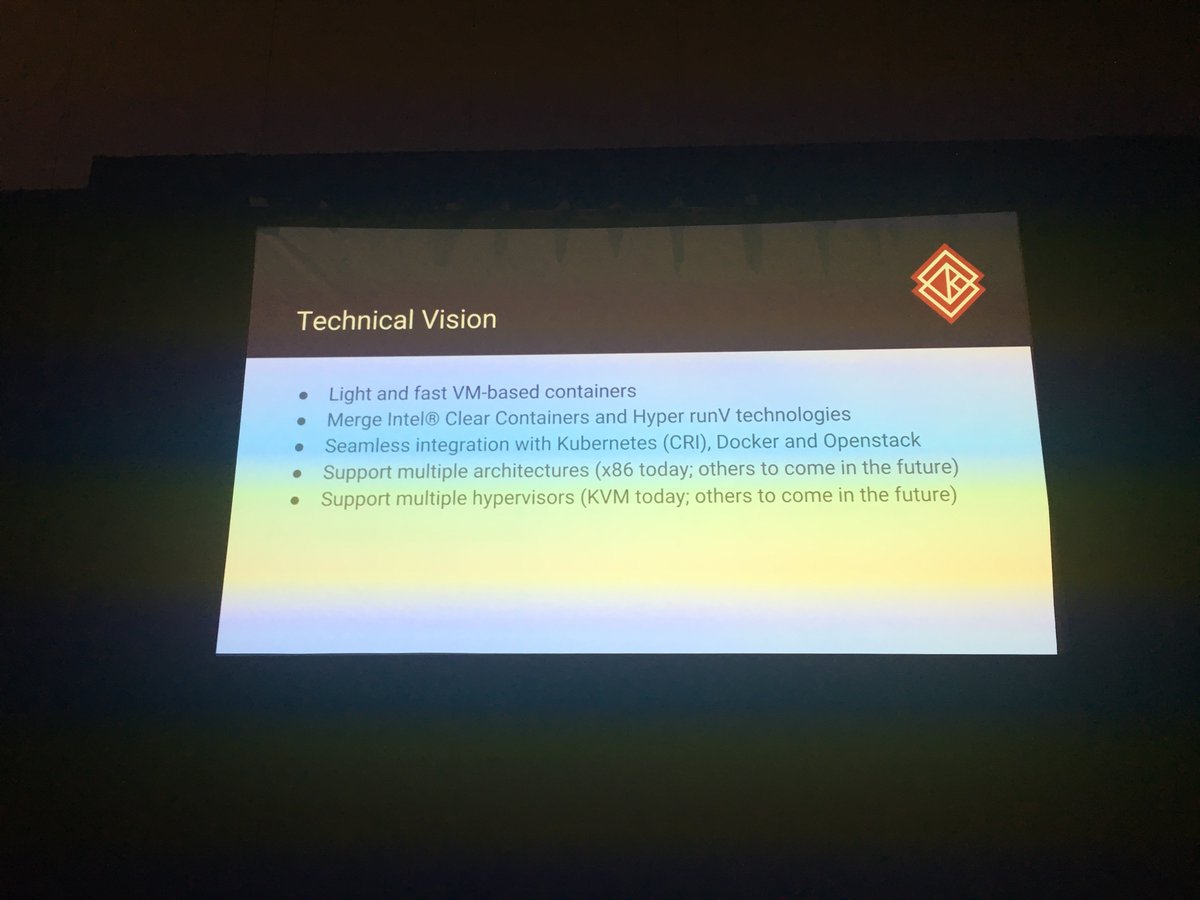 Technical Vision
● Light and fast VM-based containers
● Merge Intel® Clear Containers and Hyper runV technologies
● Seamless integration with Kubernetes (CRI), Docker and Openstack
● Support multiple architectures (x86 today; others to come in the future)
● Support multiple hypervisors (KVM today; others to come in the future)